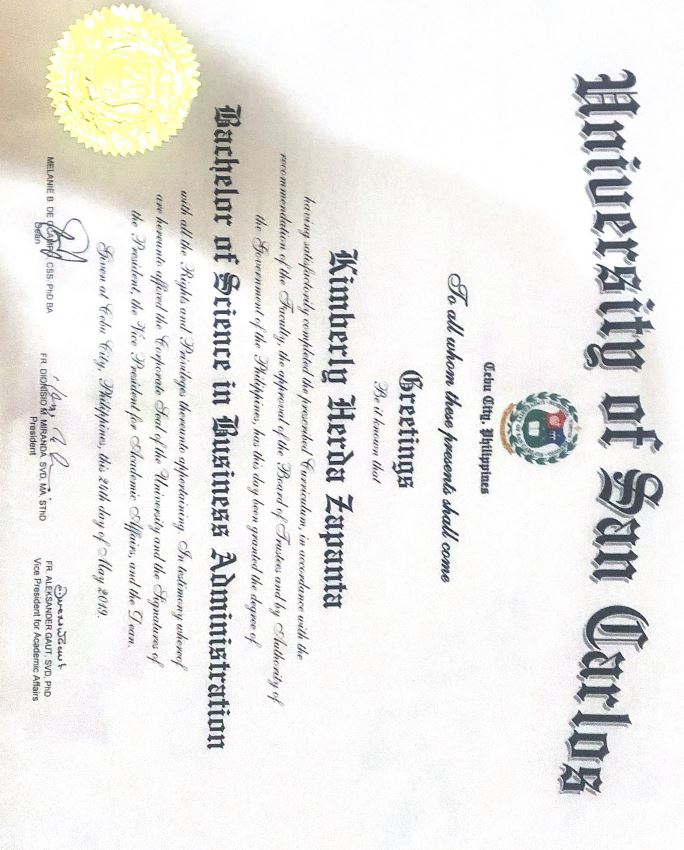 University of San Carlos
Cebu City, Philippines
To all whom these presents shall come
Greetings
Be it known that
Kimberly Herda Zapanta
having satisfactorily completed the prescribed Curriculum, in accordance with the
recommendation of the Faculty, the approval of the Board of Trustees and by Authority of
the Government of the Philippines, has this day been granted the degree of
Bachelor of Science in Business Administration
with all the Rights and Privileges thereunto appertaining. In testimony whereof
are hereunto affixed the Corporate Seal of the University and the Signatures of
the President, the Vice President for Academic Affairs, and the Dean.
Given at Cebu City, Philippines, this 24th day of May 2019.
MELANIE B. DE OCAMPO, CSS, PhD BA
Dean
FR. DIONISIO M. MIRANDA, SVD, MA, SThD
President
FR. ALEKSANDER GAUT, SVD, PhD
Vice President for Academic Affairs